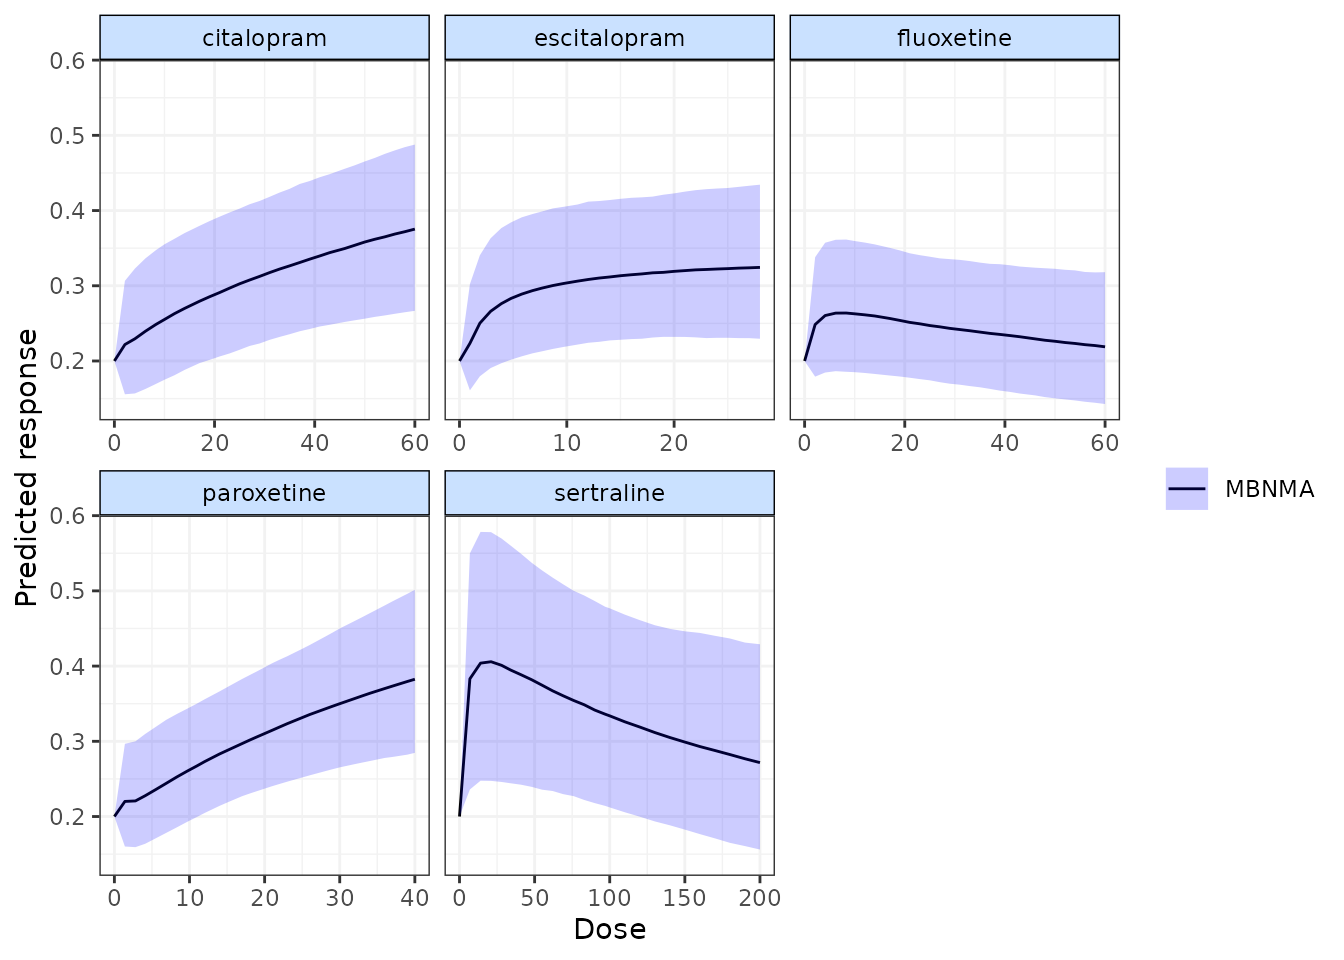 citalopram escitalopram fluoxetine
0.6
0.5
0.4
0.3
0.2
0 20 40 60 0 10 20 0 20 40 60
Predicted response
MBNMA
paroxetine sertraline
0.6
0.5
0.4
0.3
0.2
0 10 20 30 40 0 50 100 150 200
Dose